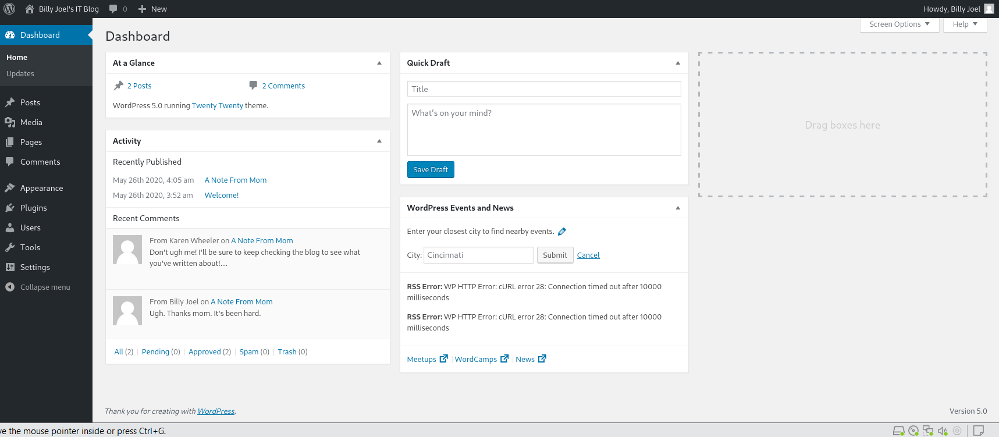 Billy Joel's IT Blog 0 New Howdy, Billy Joel
Screen Options Help
Dashboard
Home
Updates
Posts
Media
Pages
Comments
Appearance
Plugins
Users
Tools
Settings
Collapse menu
Dashboard
At a Glance
2 Posts 2 Comments
WordPress 5.0 running Twenty Twenty theme.
Activity
Recently Published
May 26th 2020, 4:05 am A Note From Mom
May 26th 2020, 3:52 am Welcome!
Recent Comments
From Karen Wheeler on A Note From Mom
Don't ugh me! I'll be sure to keep checking the blog to see what
you've written about!…
From Billy Joel on A Note From Mom
Ugh. Thanks mom. It's been hard.
All (2) | Pending (0) | Approved (2) | Spam (0) | Trash (0)
Quick Draft
Title
What's on your mind?
Save Draft
WordPress Events and News
Enter your closest city to find nearby events.
City: Cincinnati Submit Cancel
RSS Error: WP HTTP Error: cURL error 28: Connection timed out after 10000
milliseconds
RSS Error: WP HTTP Error: cURL error 28: Connection timed out after 10000
milliseconds
Meetups | WordCamps | News
Drag boxes here
Thank you for creating with WordPress.
Version 5.0
ve the mouse pointer inside or press Ctrl+G.